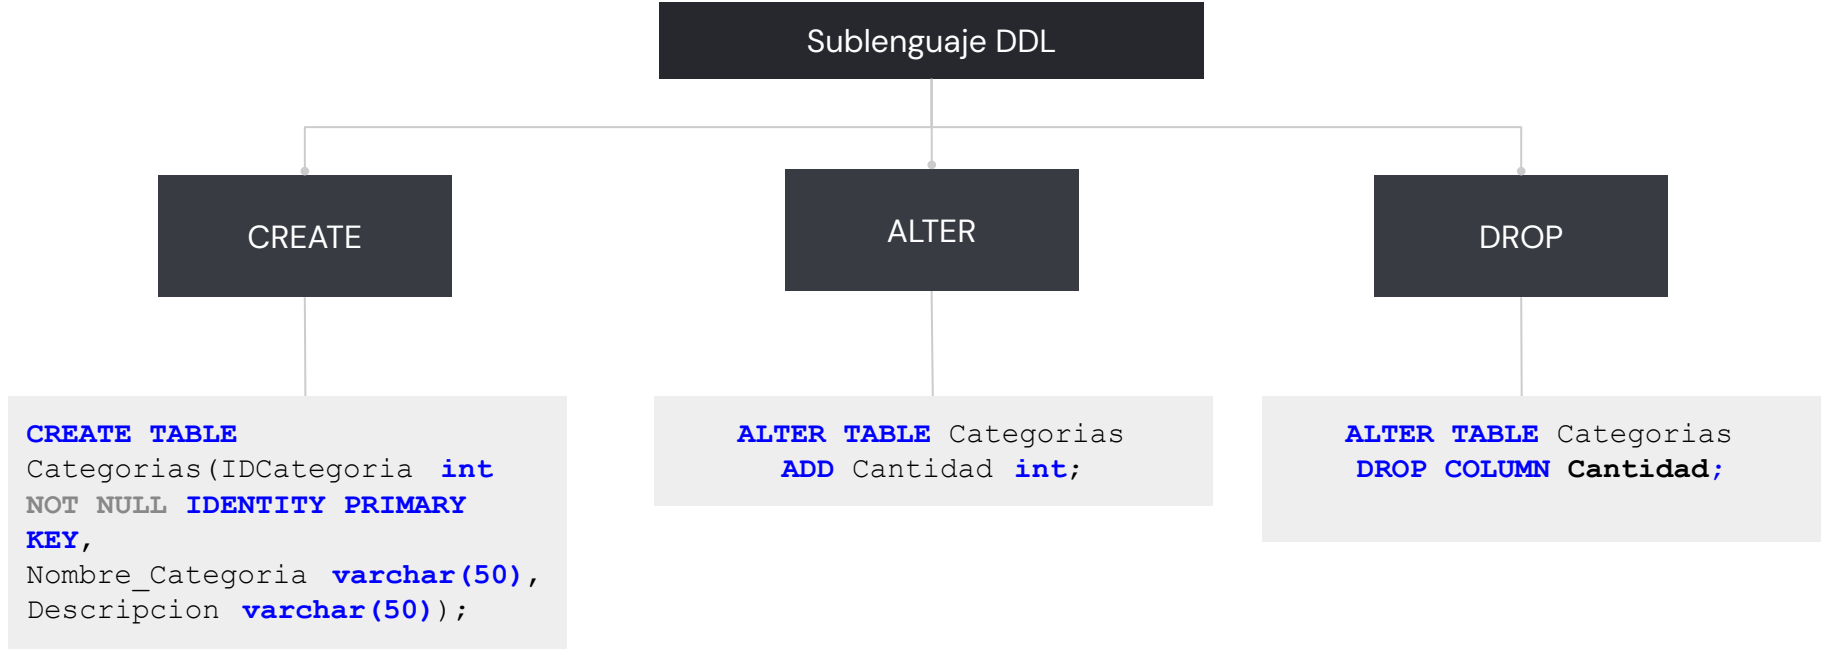 Sublenguaje DDL
CREATE
ALTER
DROP
CREATE TABLE
Categorias(IDCategoria int
NOT NULL IDENTITY PRIMARY
KEY,
Nombre_Categoria varchar(50),
Descripcion varchar(50));
ALTER TABLE Categorias
ADD Cantidad int;
ALTER TABLE Categorias
DROP COLUMN Cantidad;